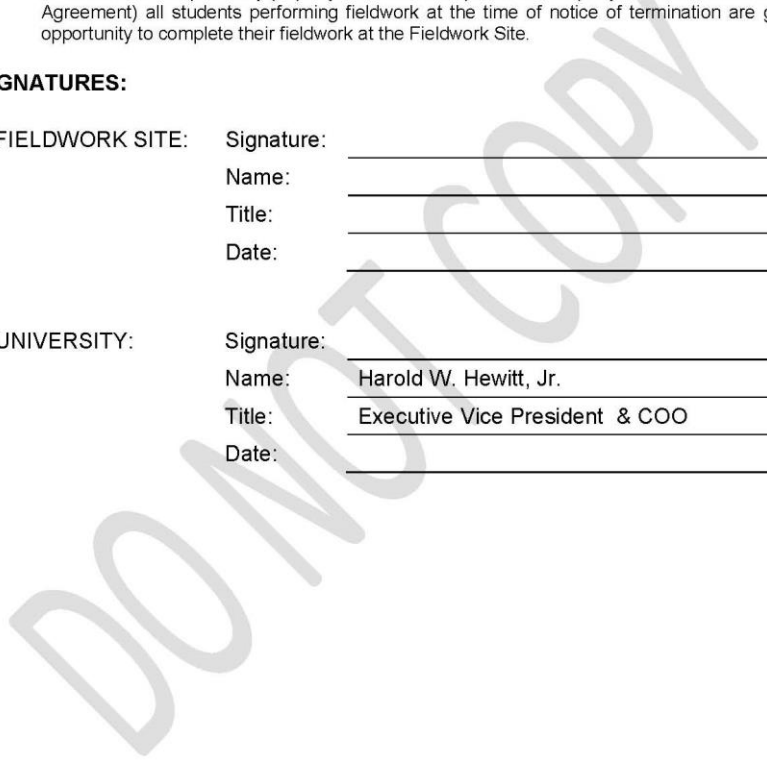 Agreement) all students performing fieldwork at the time of notice of termination are
opportunity to complete their fieldwork at the Fieldwork Site.
GNATURES:
FIELDWORK SITE: Signature:
Name:
Title:
Date:
UNIVERSITY: Signature:
Name: Harold W. Hewitt, Jr.
Title: Executive Vice President & COO
Date:
DO NOT COPY